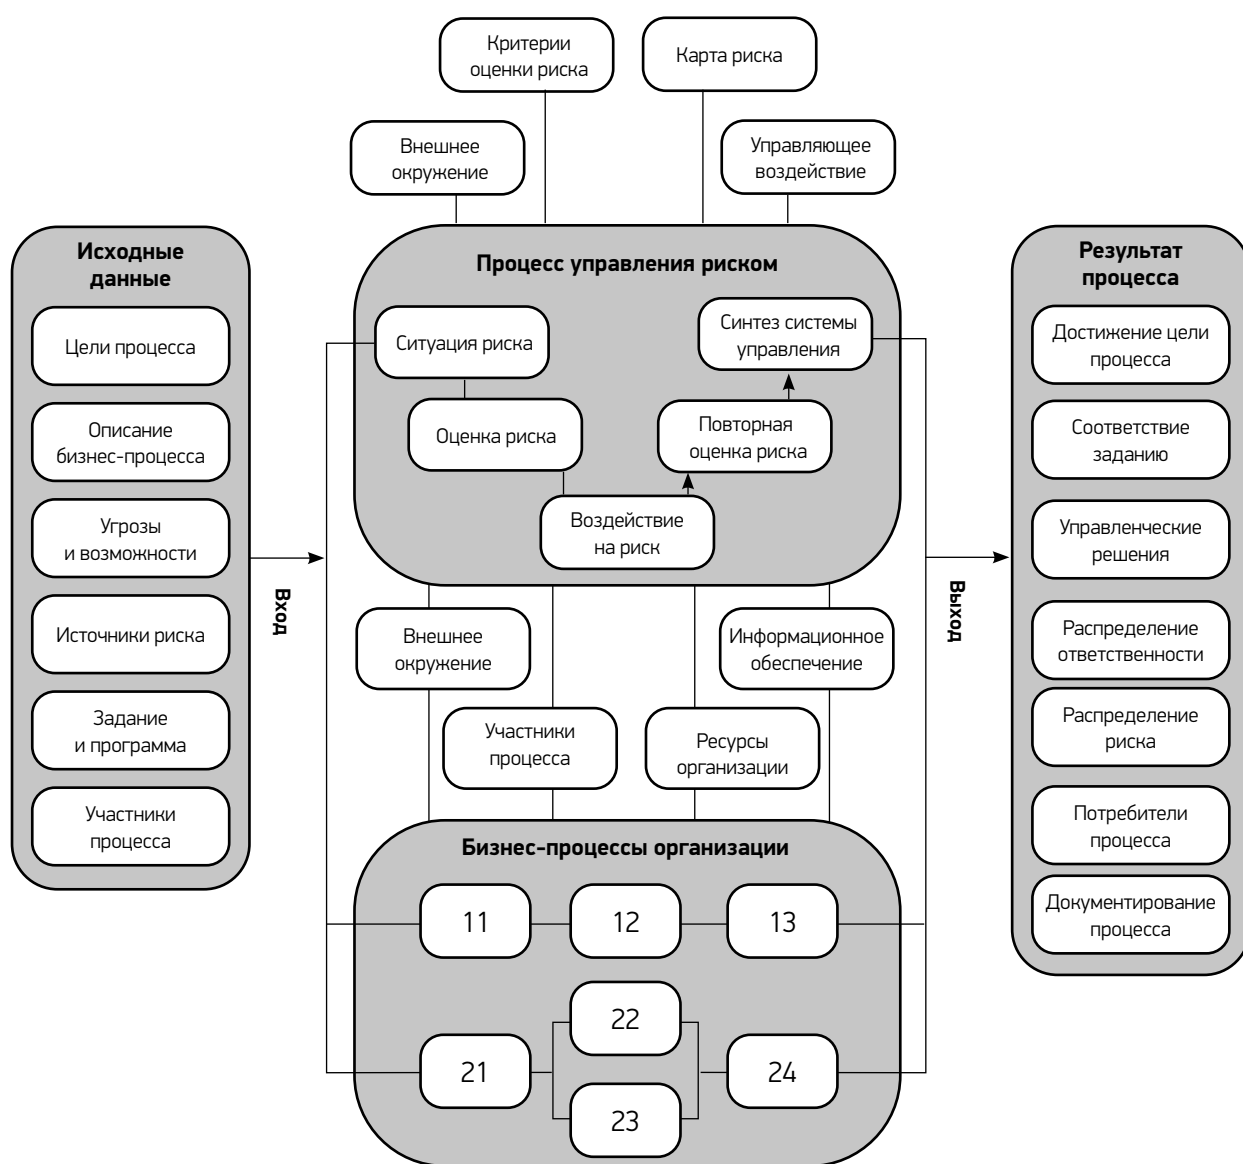 Критерии
оценки риска
Карта риска
Внешнее
окружение
Управляющее
воздействие
Исходные
данные
Цели процесса
Описание
бизнес-процесса
Угрозы
и возможности
Источники риска
Задание
и программа
Участники
процесса
Вход
Процесс управления риском
Ситуация риска
Оценка риска
Воздействие
на риск
Повторная
оценка риска
Синтез системы
управления
Внешнее
окружение
Участники
процесса
Ресурсы
организации
Информационное
обеспечение
Бизнес-процессы организации
11
12
13
21
22
23
24
Выход
Результат
процесса
Достижение цели
процесса
Соответствие
заданию
Управленческие
решения
Распределение
ответственности
Распределение
риска
Потребители
процесса
Документирование
процесса